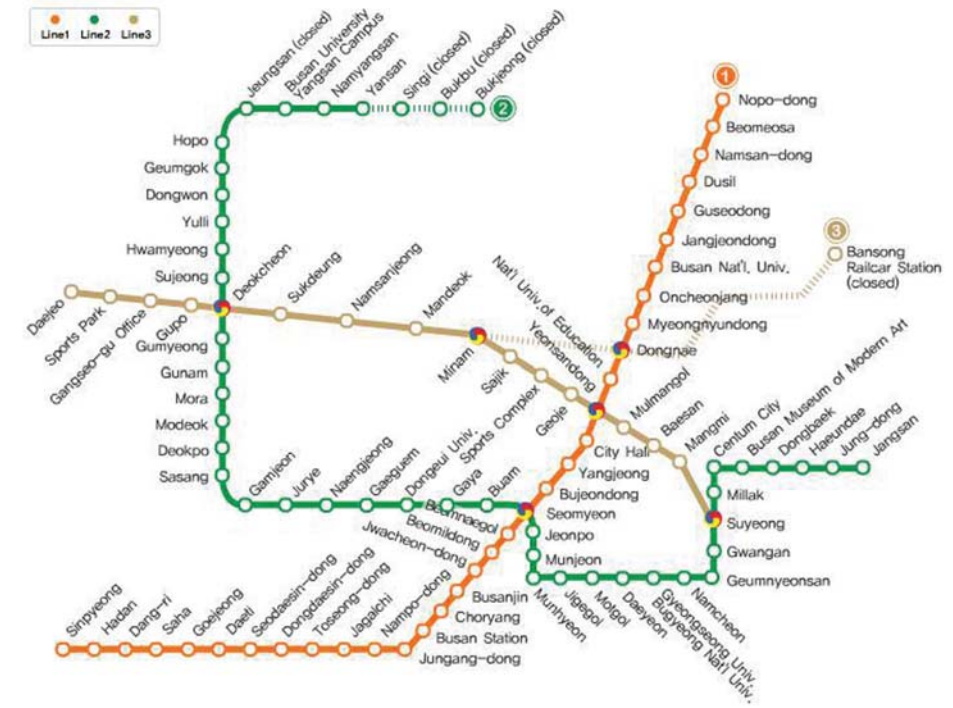 Line1 Line2 Line3
Jeungsan (closed)
Busan University
Yangsan Campus
Namyangsan
Yansan
Singi (closed)
Bukbu (closed)
Bukjeong (closed)
2
1
Nopo-dong
Beomeosa
Namsan-dong
Dusil
Guseodong
Jangjeondong
Busan Nat'l. Univ.
Oncheonjang
Myeongnyundong
Dongnae
3
Bansong
Railcar Station
(closed)
Hopo
Geumgok
Dongwon
Yulli
Hwamyeong
Sujeong
Deokcheon
Sukdeung
Namsanjeong
Mandeok
Nat'l Univ.of Education
Yeonsandong
Daejeo
Sports Park
Gangseo-gu Office
Gupo
Minam
Sajik
Sports Complex
Geoje
Mulmangol
Baesan
Mangmi
Gumyeong
Gunam
Mora
Modeok
Deokpo
Sasang
Gamjeon
Jurye
Naengjeong
Gaeguem
Dongeui Univ.
Gaya
Buam
City Hall
Yangjeong
Bujeondong
Seomyeon
Beomnaegol
Beomildong
Jwacheon-dong
Jeonpo
Munjeon
Centum City
Busan Museum of Modern Art
Dongbaek
Haeundae
Jung-dong
Jangsan
Millak
Suyeong
Gwangan
Geumnyeonsan
Munhyeon
Jigegol
Motgol
Daeyeon
Bugyeong Nat'l Univ.
Gyeongseong Univ.
Namcheon
Sinpyeong
Hadan
Dang-ri
Saha
Goejeong
Daeti
Seodaesin-dong
Dongdaesin-dong
Toseong-dong
Jagalchi
Nampo-dong
Busanjin
Choryang
Busan Station
Jungang-dong